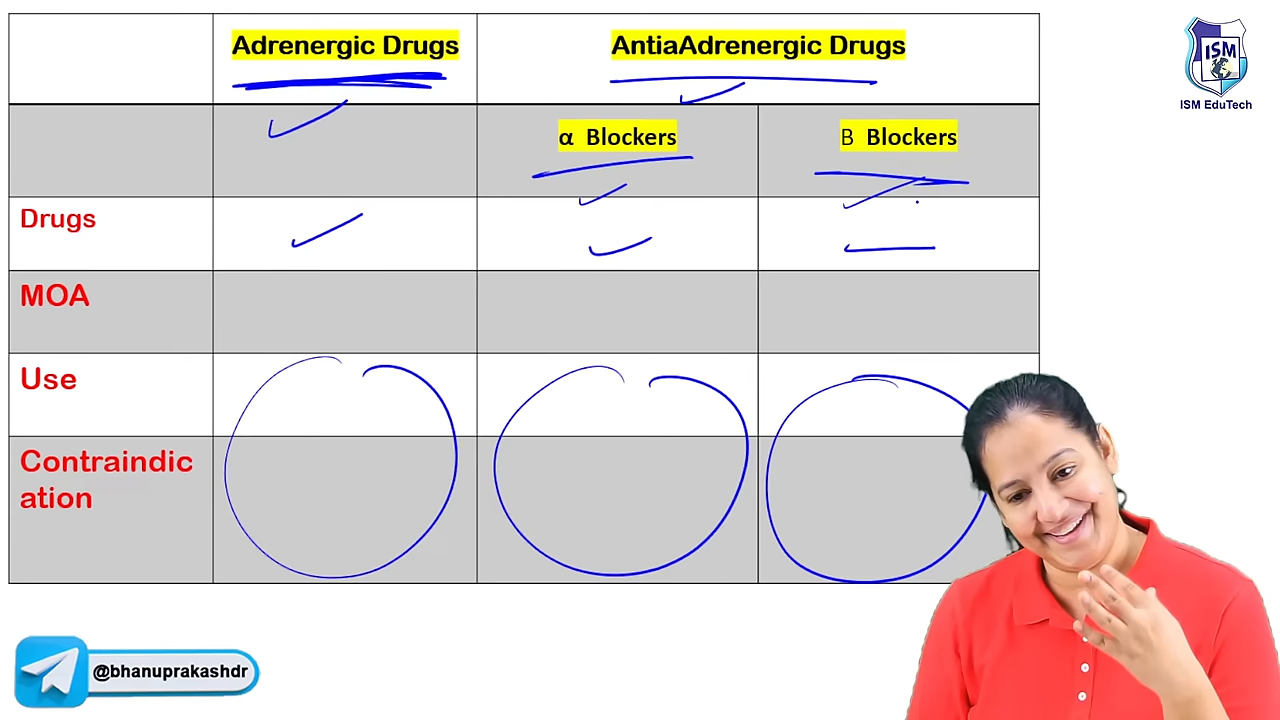 Adrenergic Drugs
AntiaAdrenergic Drugs
ISM
ISM EduTech
α Blockers
B Blockers
Drugs
MOA
Use
Contraindic
ation
@bhanuprakashdr